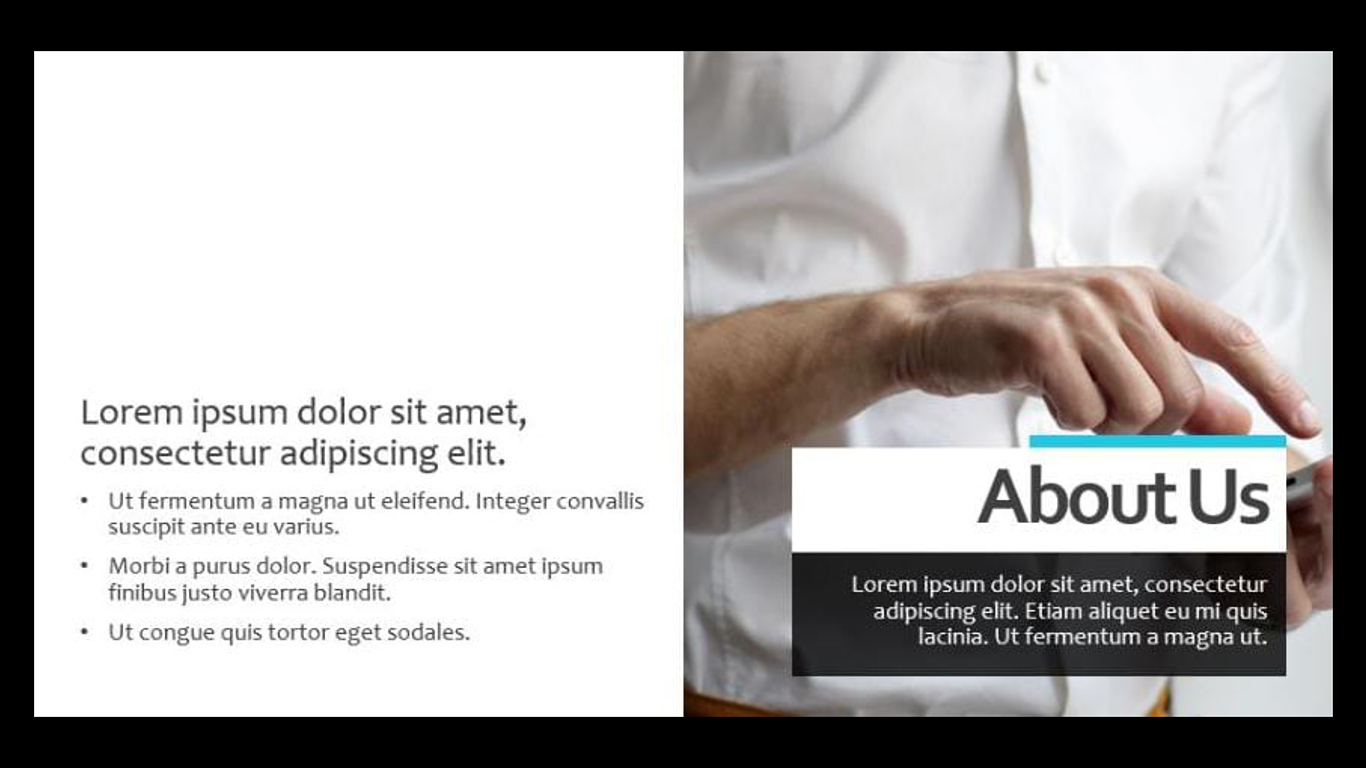 Lorem ipsum dolor sit amet,
consectetur adipiscing elit.
• Ut fermentum a magna ut eleifend. Integer convallis
suscipit ante eu varius.
• Morbi a purus dolor. Suspendisse sit amet ipsum
finibus justo viverra blandit.
• Ut congue quis tortor eget sodales.
About Us
Lorem ipsum dolor sit amet, consectetur
adipiscing elit. Etiam aliquet eu mi quis
lacinia. Ut fermentum a magna ut.